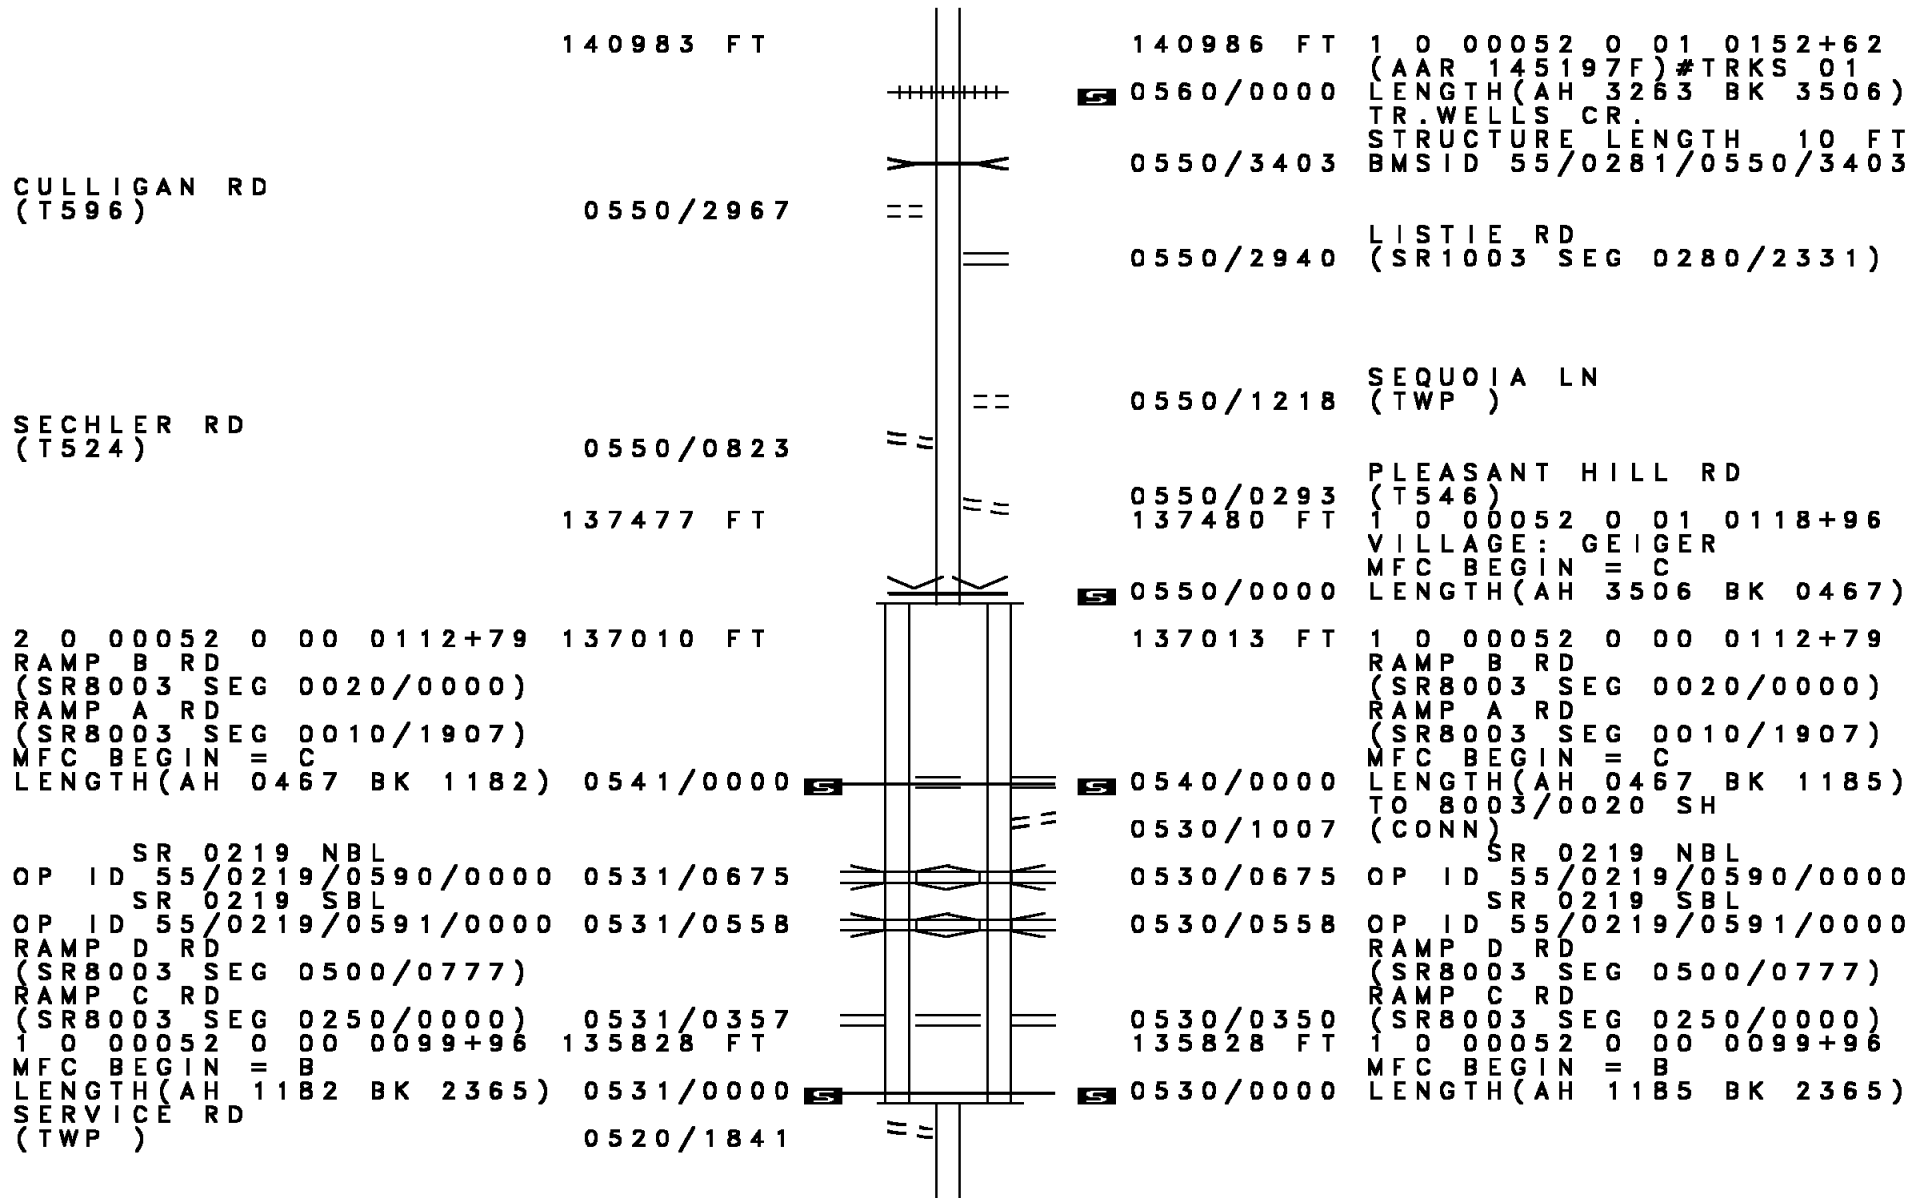 140983 FT 140986 FT 1 0 00052 0 01 0152+62
(AAR 145197F)#TRKS 01
S 0560/0000 LENGTH(AH 3263 BK 3506)
TR.WELLS CR.
STRUCTURE LENGTH 10 FT
0550/3403 BMSID 55/0281/0550/3403
CULLIGAN RD
(T596) 0550/2967
LISTIE RD
0550/2940 (SR1003 SEG 0280/2331)
SEQUOIA LN
0550/1218 (TWP )
SECHLER RD
(T524) 0550/0823
PLEASANT HILL RD
0550/0293 (T546)
137477 FT 137480 FT 1 0 00052 0 01 0118+96
VILLAGE: GEIGER
MFC BEGIN = C
S 0550/0000 LENGTH(AH 3506 BK 0467)
2 0 00052 0 00 0112+79 137010 FT 137013 FT 1 0 00052 0 00 0112+79
RAMP B RD RAMP B RD
(SR8003 SEG 0020/0000) (SR8003 SEG 0020/0000)
RAMP A RD RAMP A RD
(SR8003 SEG 0010/1907) (SR8003 SEG 0010/1907)
MFC BEGIN = C MFC BEGIN = C
LENGTH(AH 0467 BK 1182) 0541/0000 S S 0540/0000 LENGTH(AH 0467 BK 1185)
TO 8003/0020 SH
0530/1007 (CONN)
SR 0219 NBL SR 0219 NBL
OP ID 55/0219/0590/0000 0531/0675 0530/0675 OP ID 55/0219/0590/0000
SR 0219 SBL SR 0219 SBL
OP ID 55/0219/0591/0000 0531/0558 0530/0558 OP ID 55/0219/0591/0000
RAMP D RD RAMP D RD
(SR8003 SEG 0500/0777) (SR8003 SEG 0500/0777)
RAMP C RD RAMP C RD
(SR8003 SEG 0250/0000) 0531/0357 0530/0350 (SR8003 SEG 0250/0000)
1 0 00052 0 00 0099+96 135828 FT 135828 FT 1 0 00052 0 00 0099+96
MFC BEGIN = B MFC BEGIN = B
LENGTH(AH 1182 BK 2365) 0531/0000 S S 0530/0000 LENGTH(AH 1185 BK 2365)
SERVICE RD
(TWP ) 0520/1841